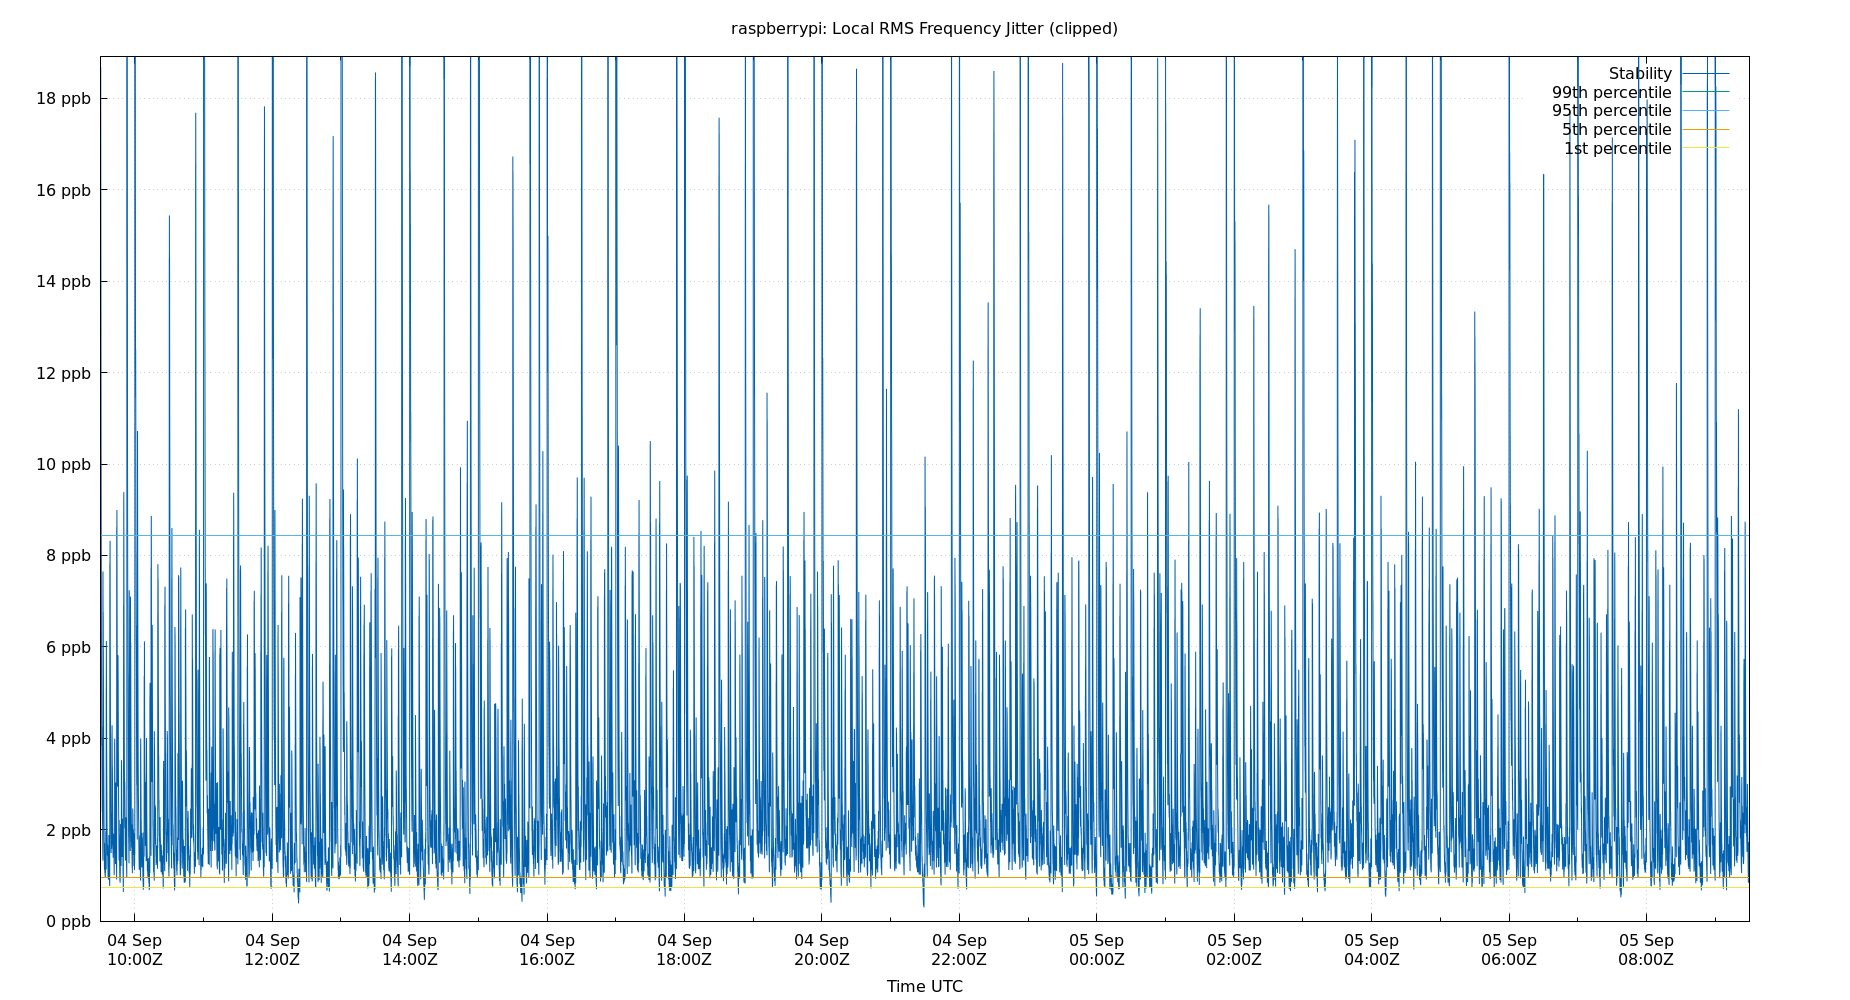 raspberrypi: Local RMS Frequency Jitter (clipped)
Stability
99th percentile
95th percentile
5th percentile
1st percentile
18 ppb
16 ppb
14 ppb
12 ppb
10 ppb
8 ppb
6 ppb
4 ppb
2 ppb
0 ppb
04 Sep 04 Sep 04 Sep 04 Sep 04 Sep 04 Sep 04 Sep 05 Sep 05 Sep 05 Sep 05 Sep 05 Sep
10:00Z 12:00Z 14:00Z 16:00Z 18:00Z 20:00Z 22:00Z 00:00Z 02:00Z 04:00Z 06:00Z 08:00Z
Time UTC